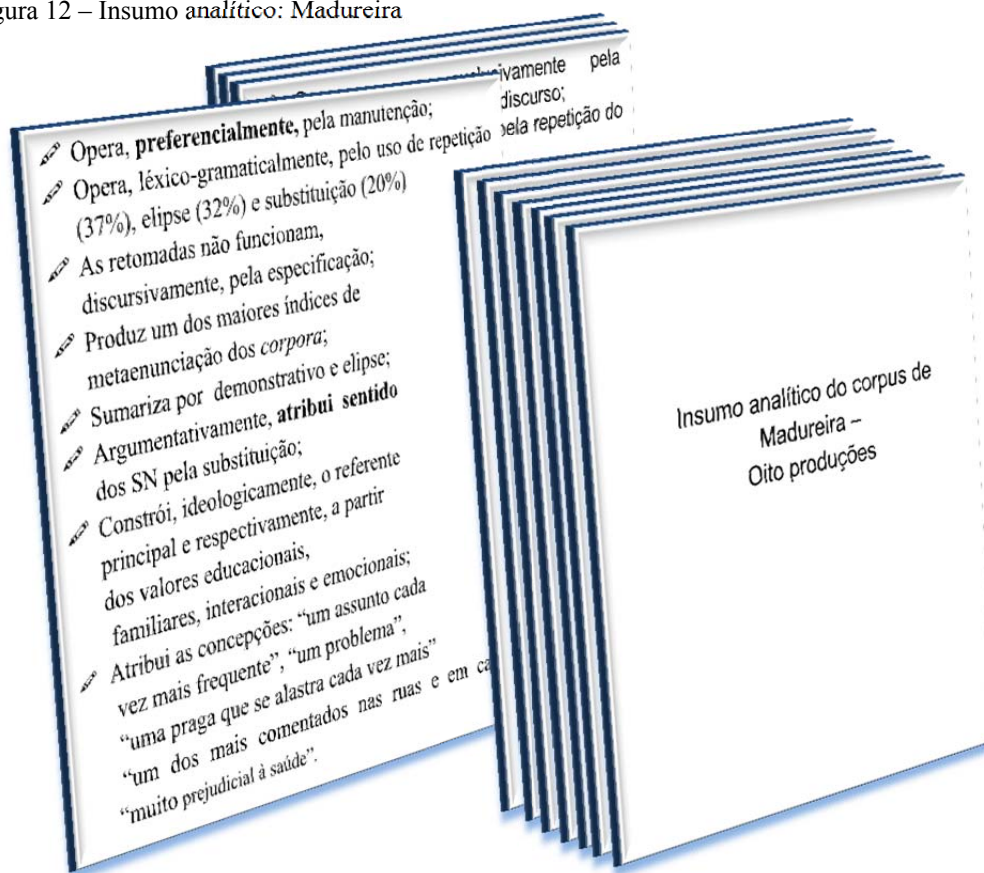 gura 12 – Insumo analítico: Madureira
pela
discurso;
pela repetição do
Opera, preferencialmente, pela manutenção;
Opera, léxico-gramaticalmente, pelo uso de repetição
(37%), elipse (32%) e substituição (20%)
As retomadas não funcionam,
discursivamente, pela especificação;
Produz um dos maiores índices de
metaenunciação dos corpora;
Sumariza por demonstrativo e elipse;
Argumentativamente, atribui sentido
dos SN pela substituição;
Constrói, ideologicamente, o referente
principal e respectivamente, a partir
dos valores educacionais,
familiares, interacionais e emocionais;
Atribui as concepções: “um assunto cada
vez mais frequente”, “um problema”,
“uma praga que se alastra cada vez mais”
“um dos mais comentados nas ruas e em ca
“muito prejudicial à saúde”.
Insumo analítico do corpus de
Madureira –
Oito produções